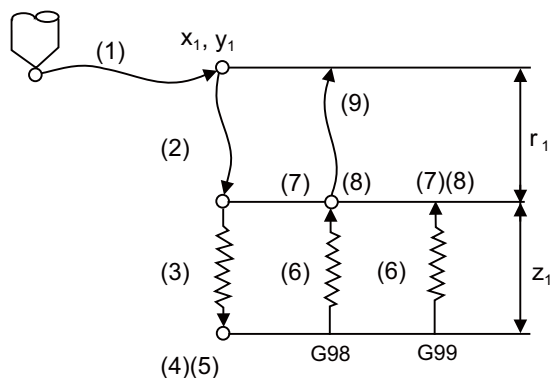 (1)
x₁, y₁
(9)
(2)
r₁
(7) (8) (7)(8)
(3) (6) (6) z₁
(4)(5)
G98 G99